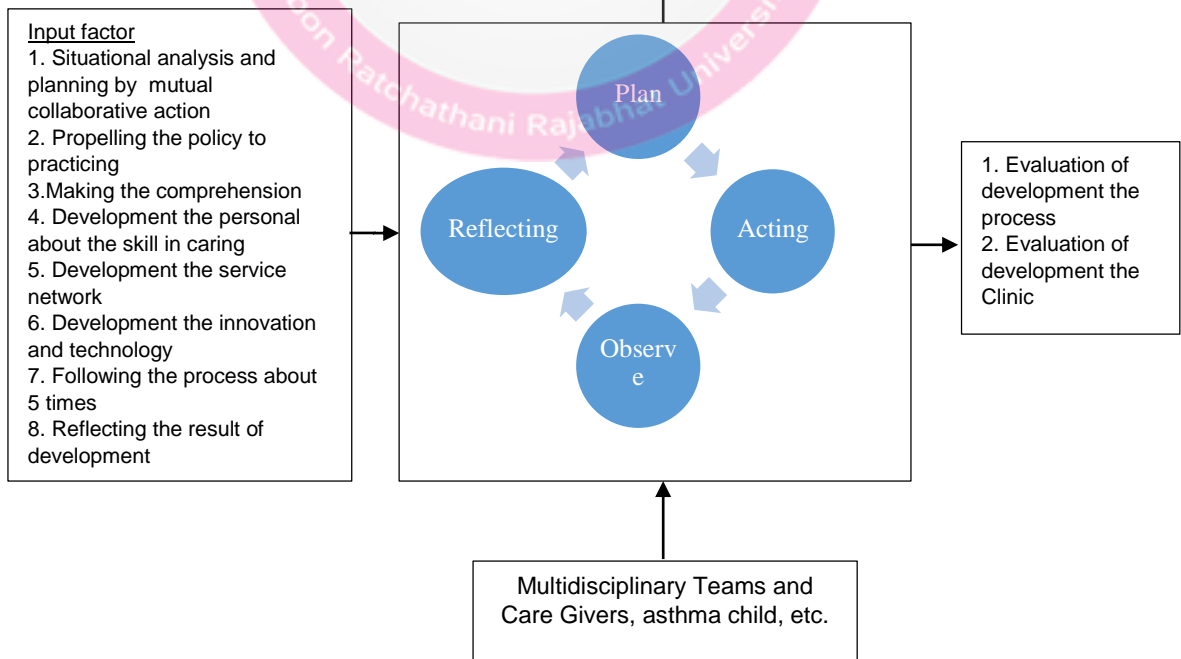 Input factor
1. Situational analysis and
planning by mutual
collaborative action
2. Propelling the policy to
practicing
3.Making the comprehension
4. Development the personal
about the skill in caring
5. Development the service
network
6. Development the innovation
and technology
7. Following the process about
5 times
8. Reflecting the result of
development
Ratchathani Rajabhat
Plan
Reflecting
Acting
Observ
e
1. Evaluation of
development the
process
2. Evaluation of
development the
Clinic
Multidisciplinary Teams and
Care Givers, asthma child, etc.